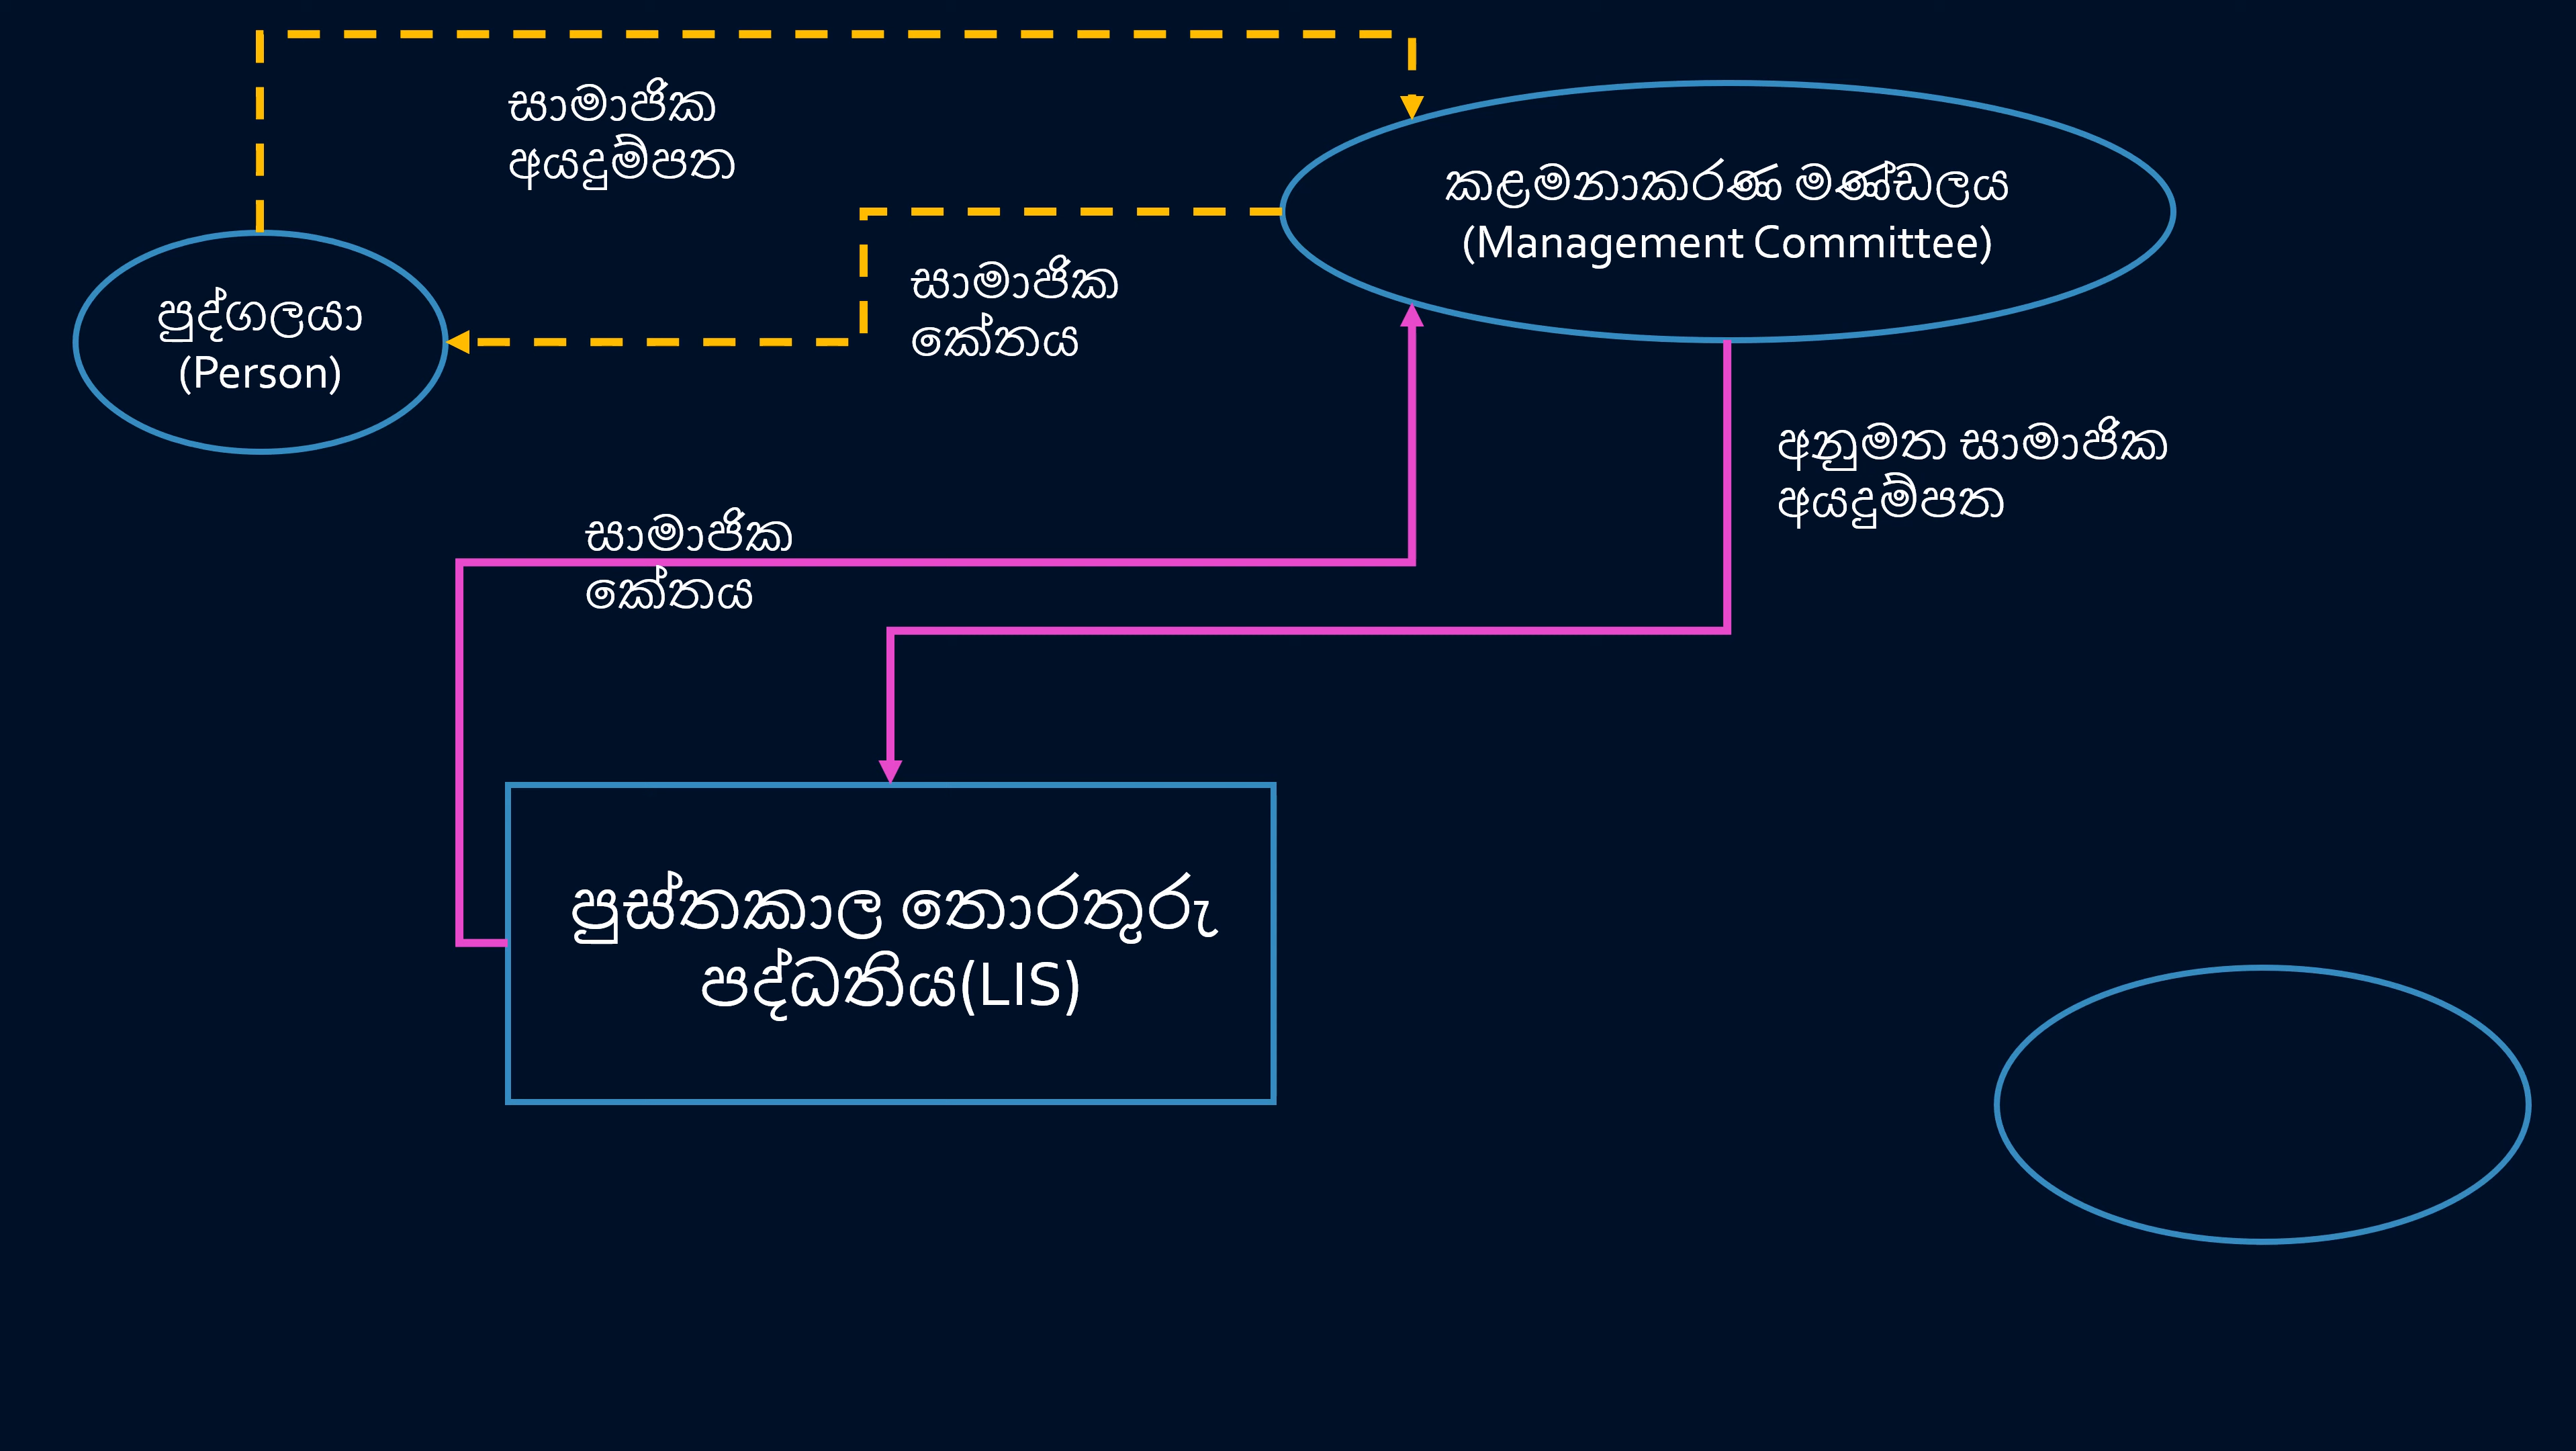 සාමාජික
අයදුම්පත
කළමනාකරණ මණ්ඩලය
(Management Committee)
සාමාජික
කේතය
පුද්ගලයා
(Person)
අනුමත සාමාජික
අයදුම්පත
සාමාජික
කේතය
පුස්තකාල තොරතුරු
පද්ධතිය(LIS)